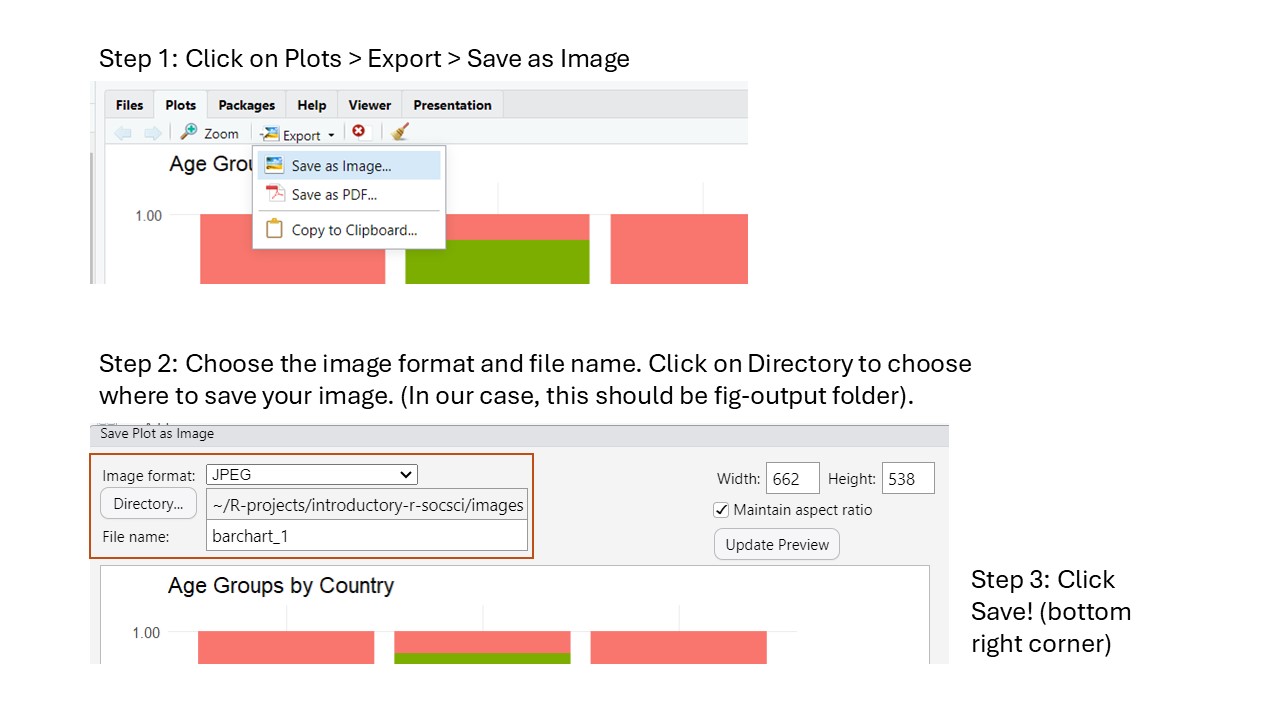 Step 1: Click on Plots > Export > Save as Image
Files Plots Packages Help Viewer Presentation
Zoom Export
Age Grou
Save as Image...
Save as PDF...
1.00
Copy to Clipboard...
Step 2: Choose the image format and file name. Click on Directory to choose
where to save your image. (In our case, this should be fig-output folder).
Save Plot as Image
Image format: JPEG Width: 662 Height: 538
Directory... ~/R-projects/introductory-r-socsci/images Maintain aspect ratio
File name: barchart_1 Update Preview
Age Groups by Country
1.00
Step 3: Click
Save! (bottom
right corner)